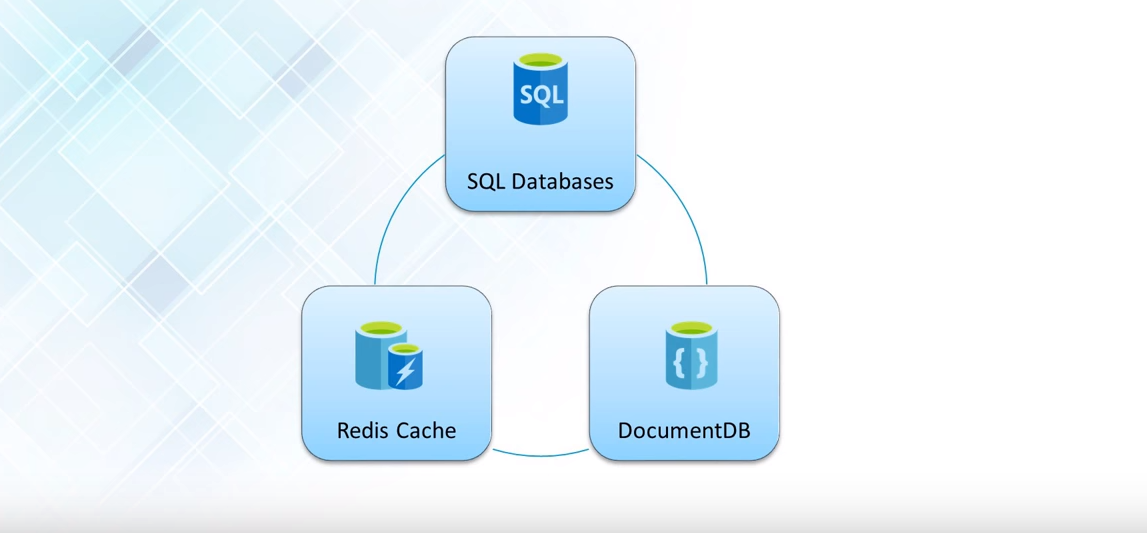 SQL
SQL Databases
{ }
Redis Cache
DocumentDB